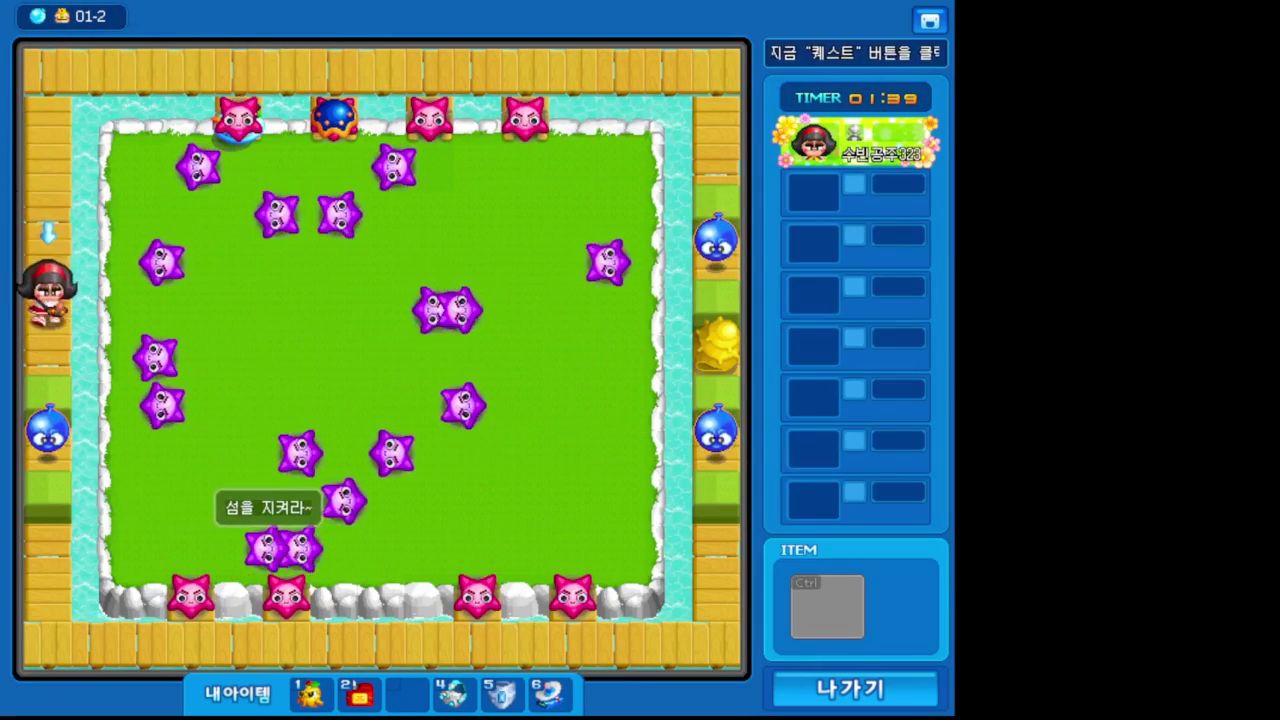 01-2
지금 "퀘스트" 버튼을 클릭
TIMER 01:39
수빈공주323
섬을 지켜라~
ITEM
Ctrl
내아이템 1 2 4 5 6
나가기